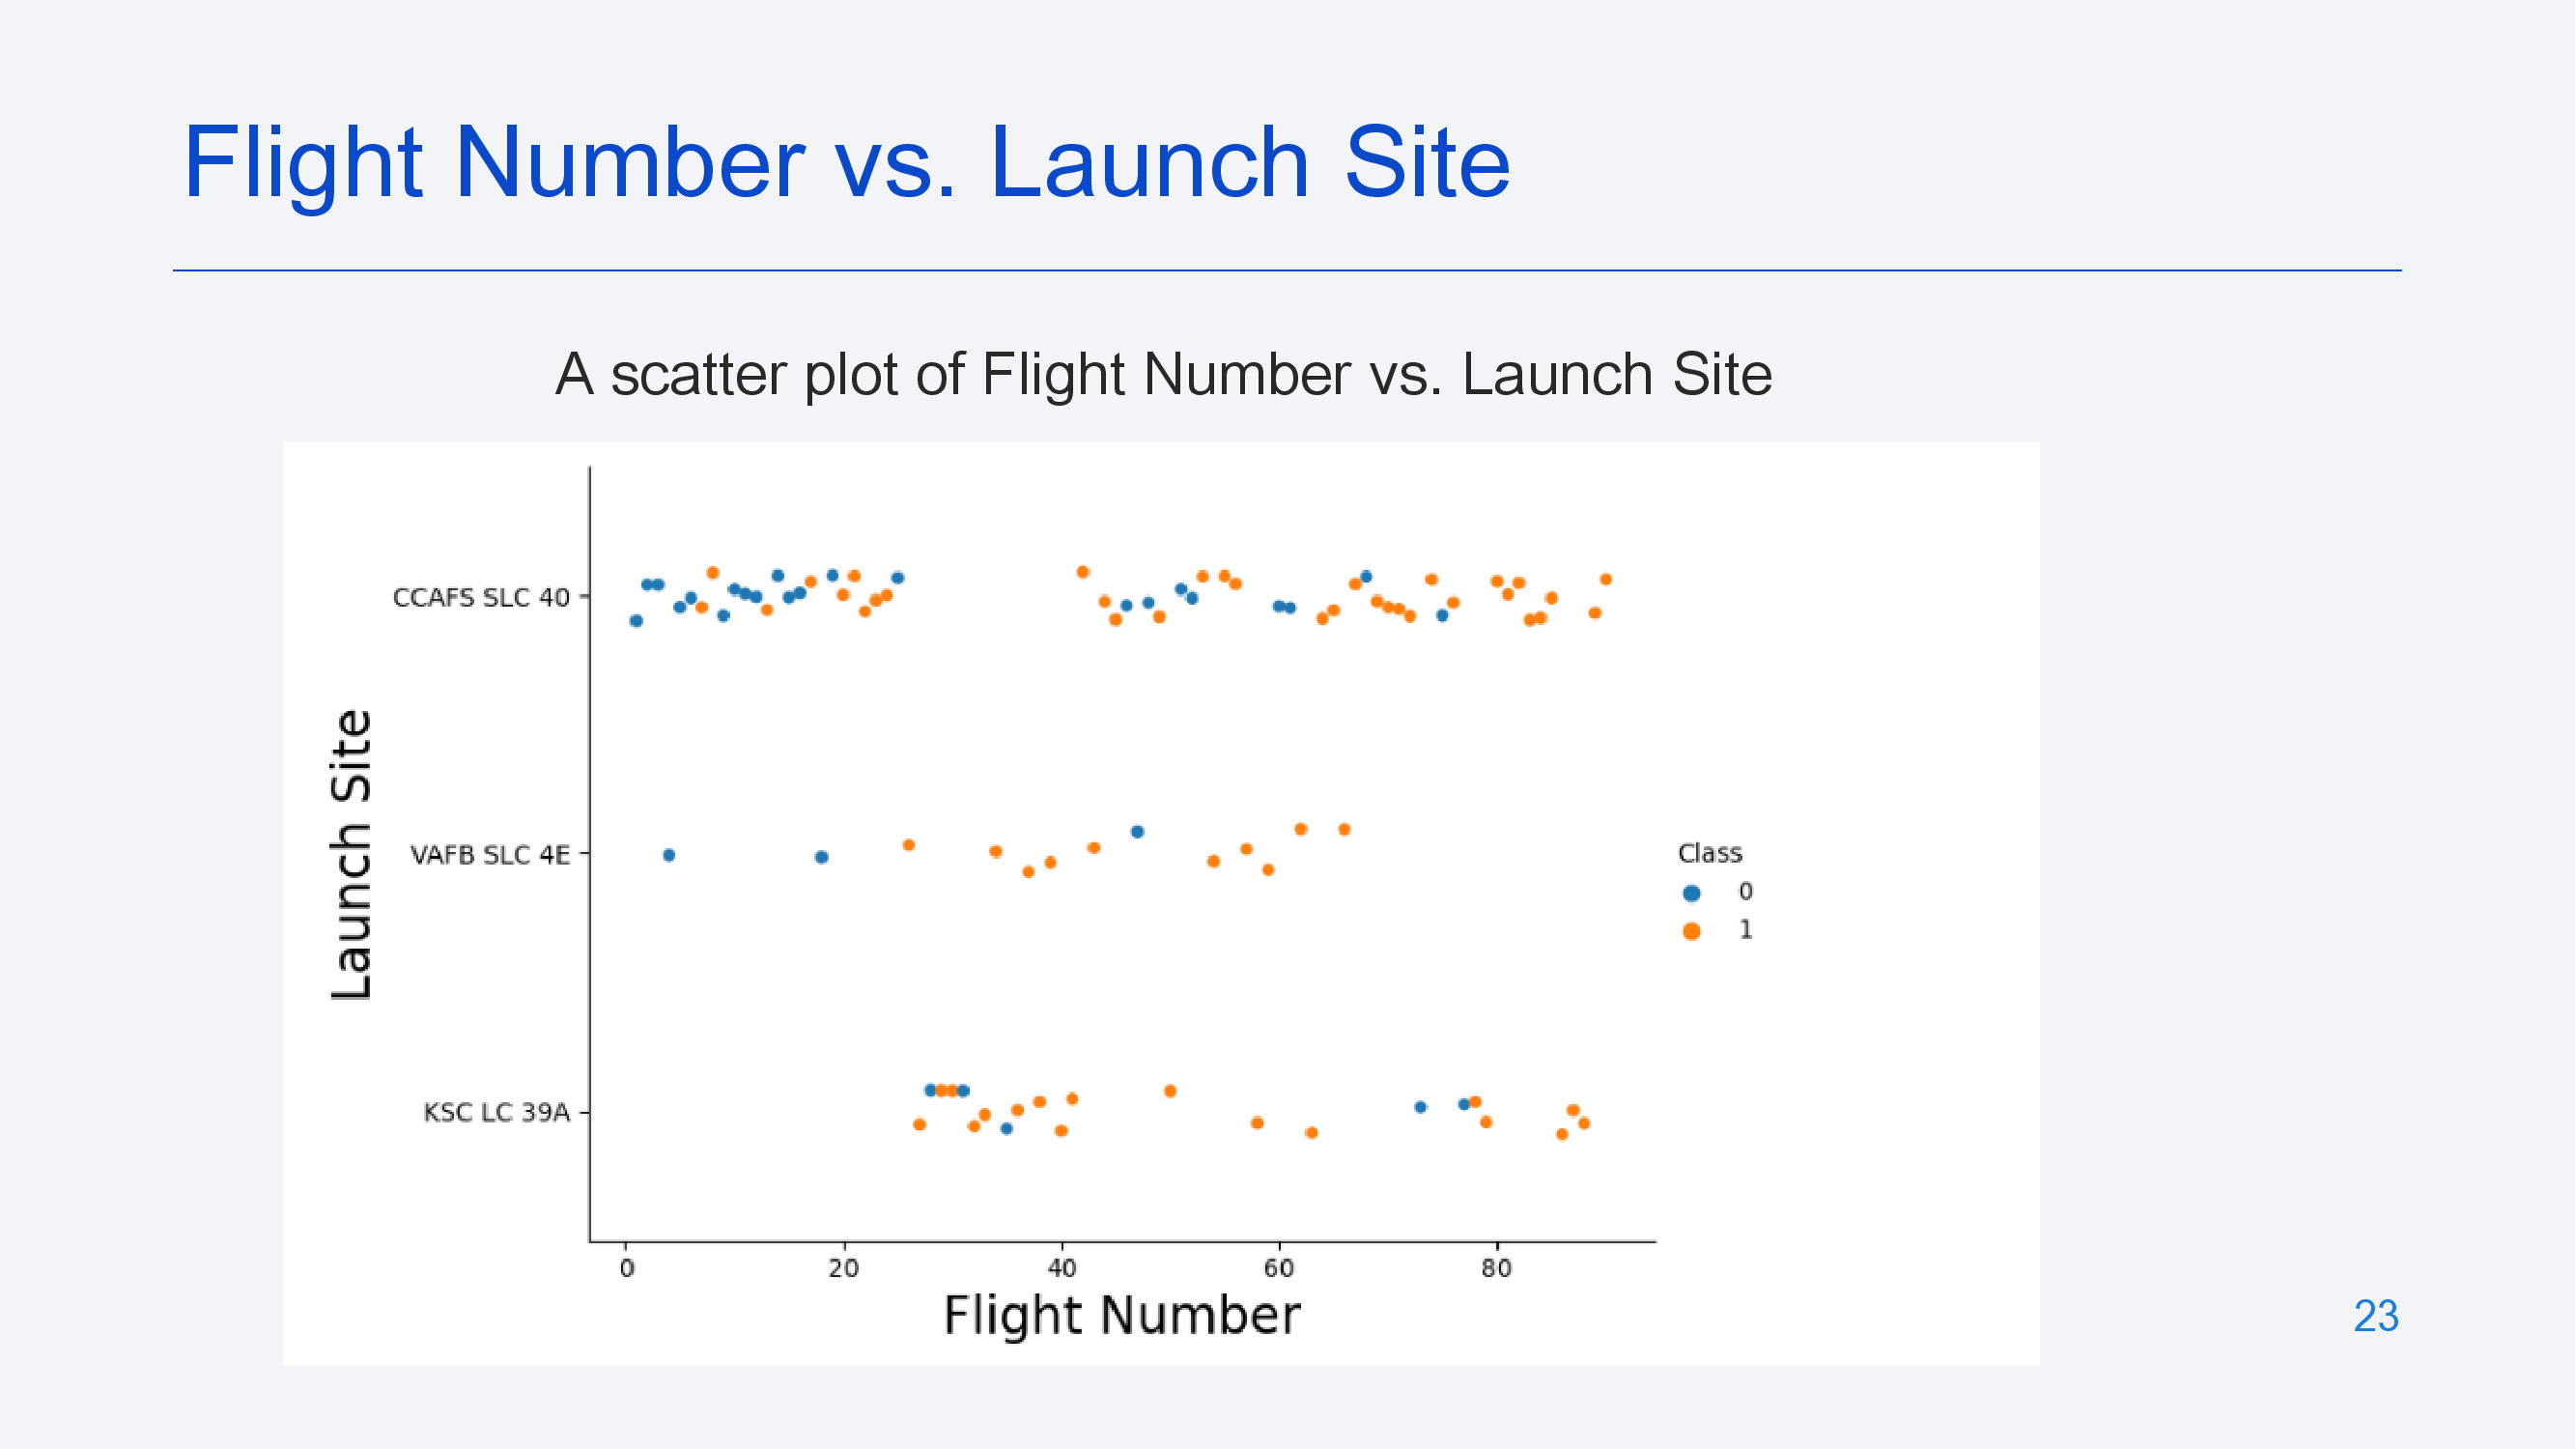 Flight Number vs. Launch Site
A scatter plot of Flight Number vs. Launch Site
CCAFS SLC 40
VAFB SLC 4E
KSC LC 39A
Launch Site
Class
0
1
0 20 40 60 80
Flight Number
23